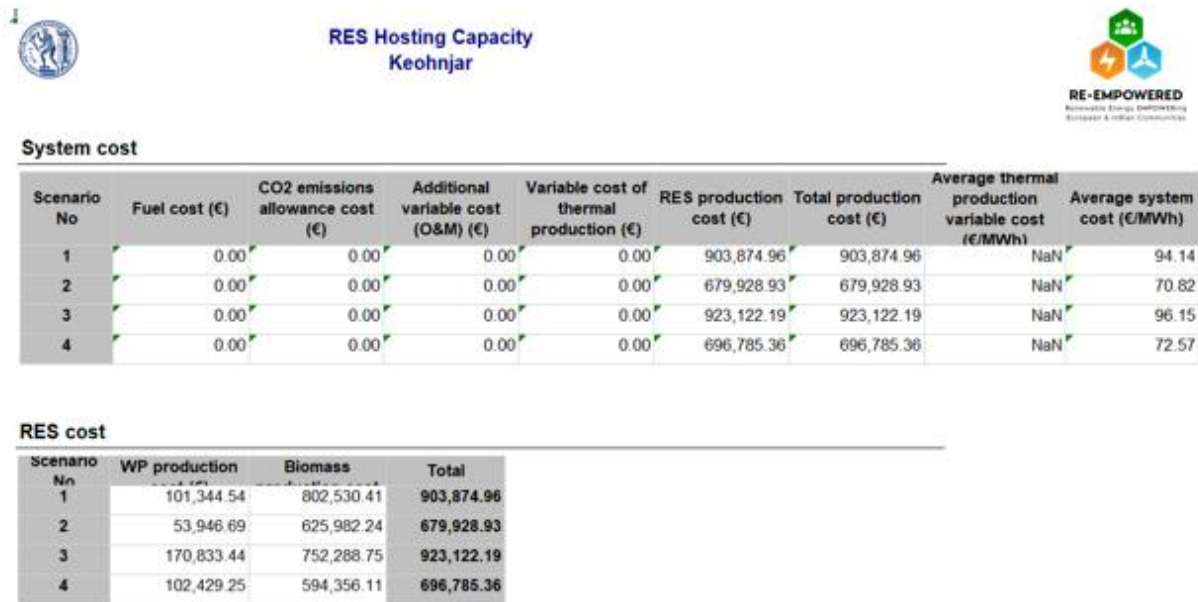 RES Hosting Capacity
Keohnjar
RE-EMPOWERED
Renewable Energy EMPOWERing
European & Indian Communities
System cost
Scenario No Fuel cost (€) CO2 emissions allowance cost (€) Additional variable cost (O&M) (€) Variable cost of thermal production (€) RES production cost (€) Total production cost (€) Average thermal production variable cost (€/MWh) Average system cost (€/MWh)
1 0.00 0.00 0.00 0.00 903,874.96 903,874.96 NaN 94.14
2 0.00 0.00 0.00 0.00 679,928.93 679,928.93 NaN 70.82
3 0.00 0.00 0.00 0.00 923,122.19 923,122.19 NaN 96.15
4 0.00 0.00 0.00 0.00 696,785.36 696,785.36 NaN 72.57
RES cost
Scenario No WP production Biomass Total
1 101,344.54 802,530.41 903,874.96
2 53,946.69 625,982.24 679,928.93
3 170,833.44 752,288.75 923,122.19
4 102,429.25 594,356.11 696,785.36